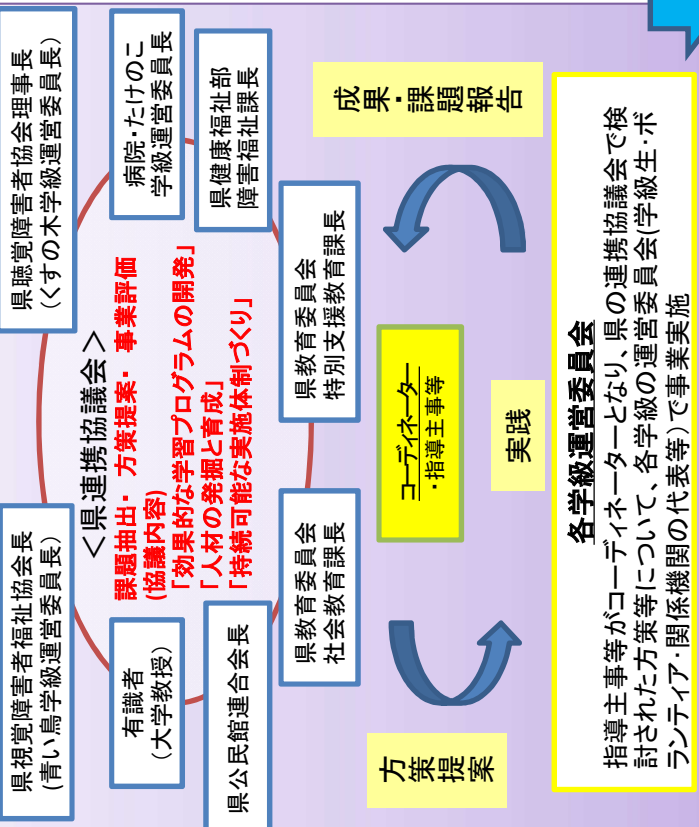 県視覚障害者福祉協会長
(青い鳥学級運営委員長)
県聴覚障害者協会理事長
(くすの木学級運営委員長)
<県連携協議会>
有識者
(大学教授)
課題抽出・ 方策提案・ 事業評価
(協議内容)
「効果的な学習プログラムの開発」
「人材の発掘と育成」
「持続可能な実施体制づくり」
病院・たけのこ
学級運営委員長
県公民館連合会会長
県健康福祉部
障害福祉課長
県教育委員会
社会教育課長
県教育委員会
特別支援教育課長
方策提案
コーディネーター
・指導主事等
成果・課題報告
実践
各学級運営委員会
指導主事等がコーディネーターとなり、県の連携協議会で検
討された方策等について、各学級の運営委員会(学級生・ボ
ランティア・関係機関の代表等)で事業実施